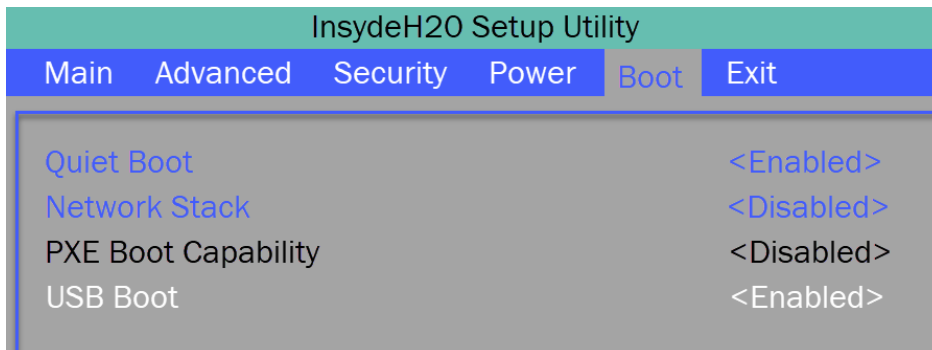 InsydeH20 Setup Utility
Main Advanced Security Power Boot Exit
Quiet Boot <Enabled>
Network Stack <Disabled>
PXE Boot Capability <Disabled>
USB Boot <Enabled>